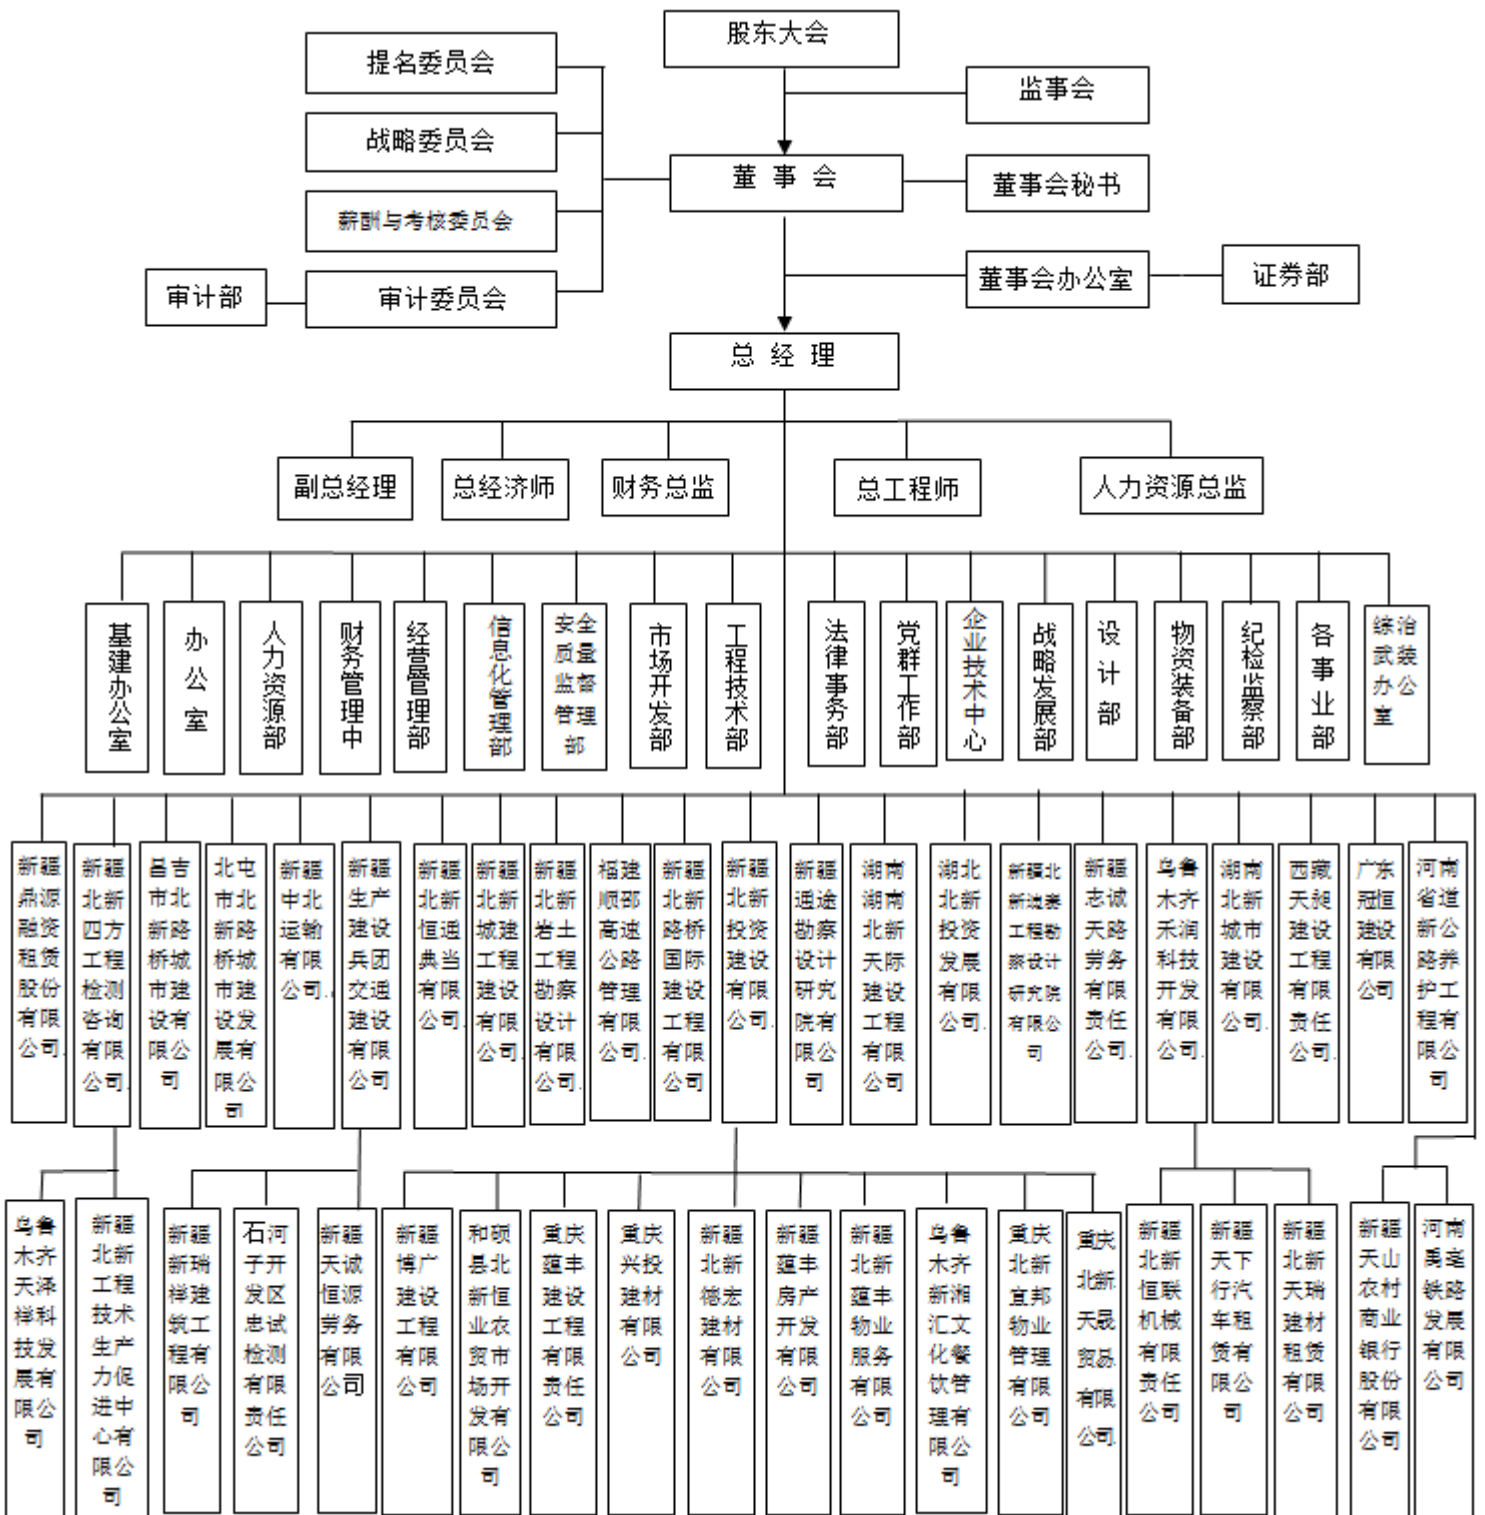 股东大会
提名委员会
监事会
战略委员会
董 事 会
董事会秘书
薪酬与考核委员会
董事会办公室
证券部
审计部
审计委员会
总 经 理
副总经理
总经济师
财务总监
总工程师
人力资源总监
基建办公室
办公室
人力资源部
财务管理中
经营管理部
信息化管理部
安全
质量
监督
管理
部
市场开发部
工程技术部
法律事务部
党群工作部
企业技术中心
战略发展部
设计部
物资装备部
纪检监察部
各事业部
综治
武装
办公
室
新疆
鼎源
融资
租赁
股份
有限
公司.
新疆
北新
四方
工程
检测
咨询
有限
公司.
昌吉
市北
新路
桥城
市建
设有
限公
司
北屯
市北
新路
桥城
市建
设发
展有
限公
司
新疆
中北
运输
有限
公司.
新疆
生产
建设
兵团
交通
建设
有限
公司
新疆
北新
恒通
典当
有限
公司.
新疆
北新
城建
工程
建设
有限
公司.
新疆
北新
岩土
工程
勘察
设计
有限
公司.
福建
顺邵
高速
公路
管理
有限
公司.
新疆
北新
路桥
国际
建设
工程
有限
公司
新疆
北新
投资
建设
有限
公司.
新疆
通途
勘察
设计
研究
院有
限公
司
湖南
湖南
北新
天际
建设
工程
有限
公司
湖北
北新
投资
发展
有限
公司.
新疆北
工程勘
察设计
研究院
有限公
司
新疆
志诚
天路
劳务
有限
责任
公司.
乌鲁
木齐
禾润
科技
开发
有限
公司.
湖南
北新
城市
建设
有限
公司.
西藏
天昶
建设
工程
有限
责任
公司.
广东
冠恒
建设
有限
公司
河南
省道
新公
路养
护工
程有
限公
司
乌鲁
木齐
天泽
榉科
技发
展有
限公
司
新疆
北新
工程
技术
生产
力促
进中
心有
限公
司
新疆
新瑞
榉建
筑工
程有
限公
司
石河
子开
发区
忠试
检测
有限
责任
公司
新疆
天诚
恒源
劳务
有限
公司
新疆
博广
建设
工程
有限
公司
和硕
县北
新恒
业农
贸市
场开
发有
限公
司
重庆
蕴丰
建设
工程
有限
责任
公司
重庆
兴投
建材
有限
公司
新疆
北新
德宏
建材
有限
公司
新疆
蕴丰
房产
开发
有限
公司
新疆
北新
蕴丰
物业
服务
有限
公司
乌鲁
木齐
新湘
汇文
化餐
饮管
理有
限公
司
重庆
北新
宜邦
物业
管理
有限
公司
重庆
北新
天晟
贸易
有限
公司
新疆
北新
恒联
机械
有限
责任
公司
新疆
天下
行汽
车租
赁有
限公
司
新疆
北新
天瑞
建材
租赁
有限
公司
新疆
天山
农村
商业
银行
股份
有限
公司
河南
禹亳
铁路
发展
有限
公司